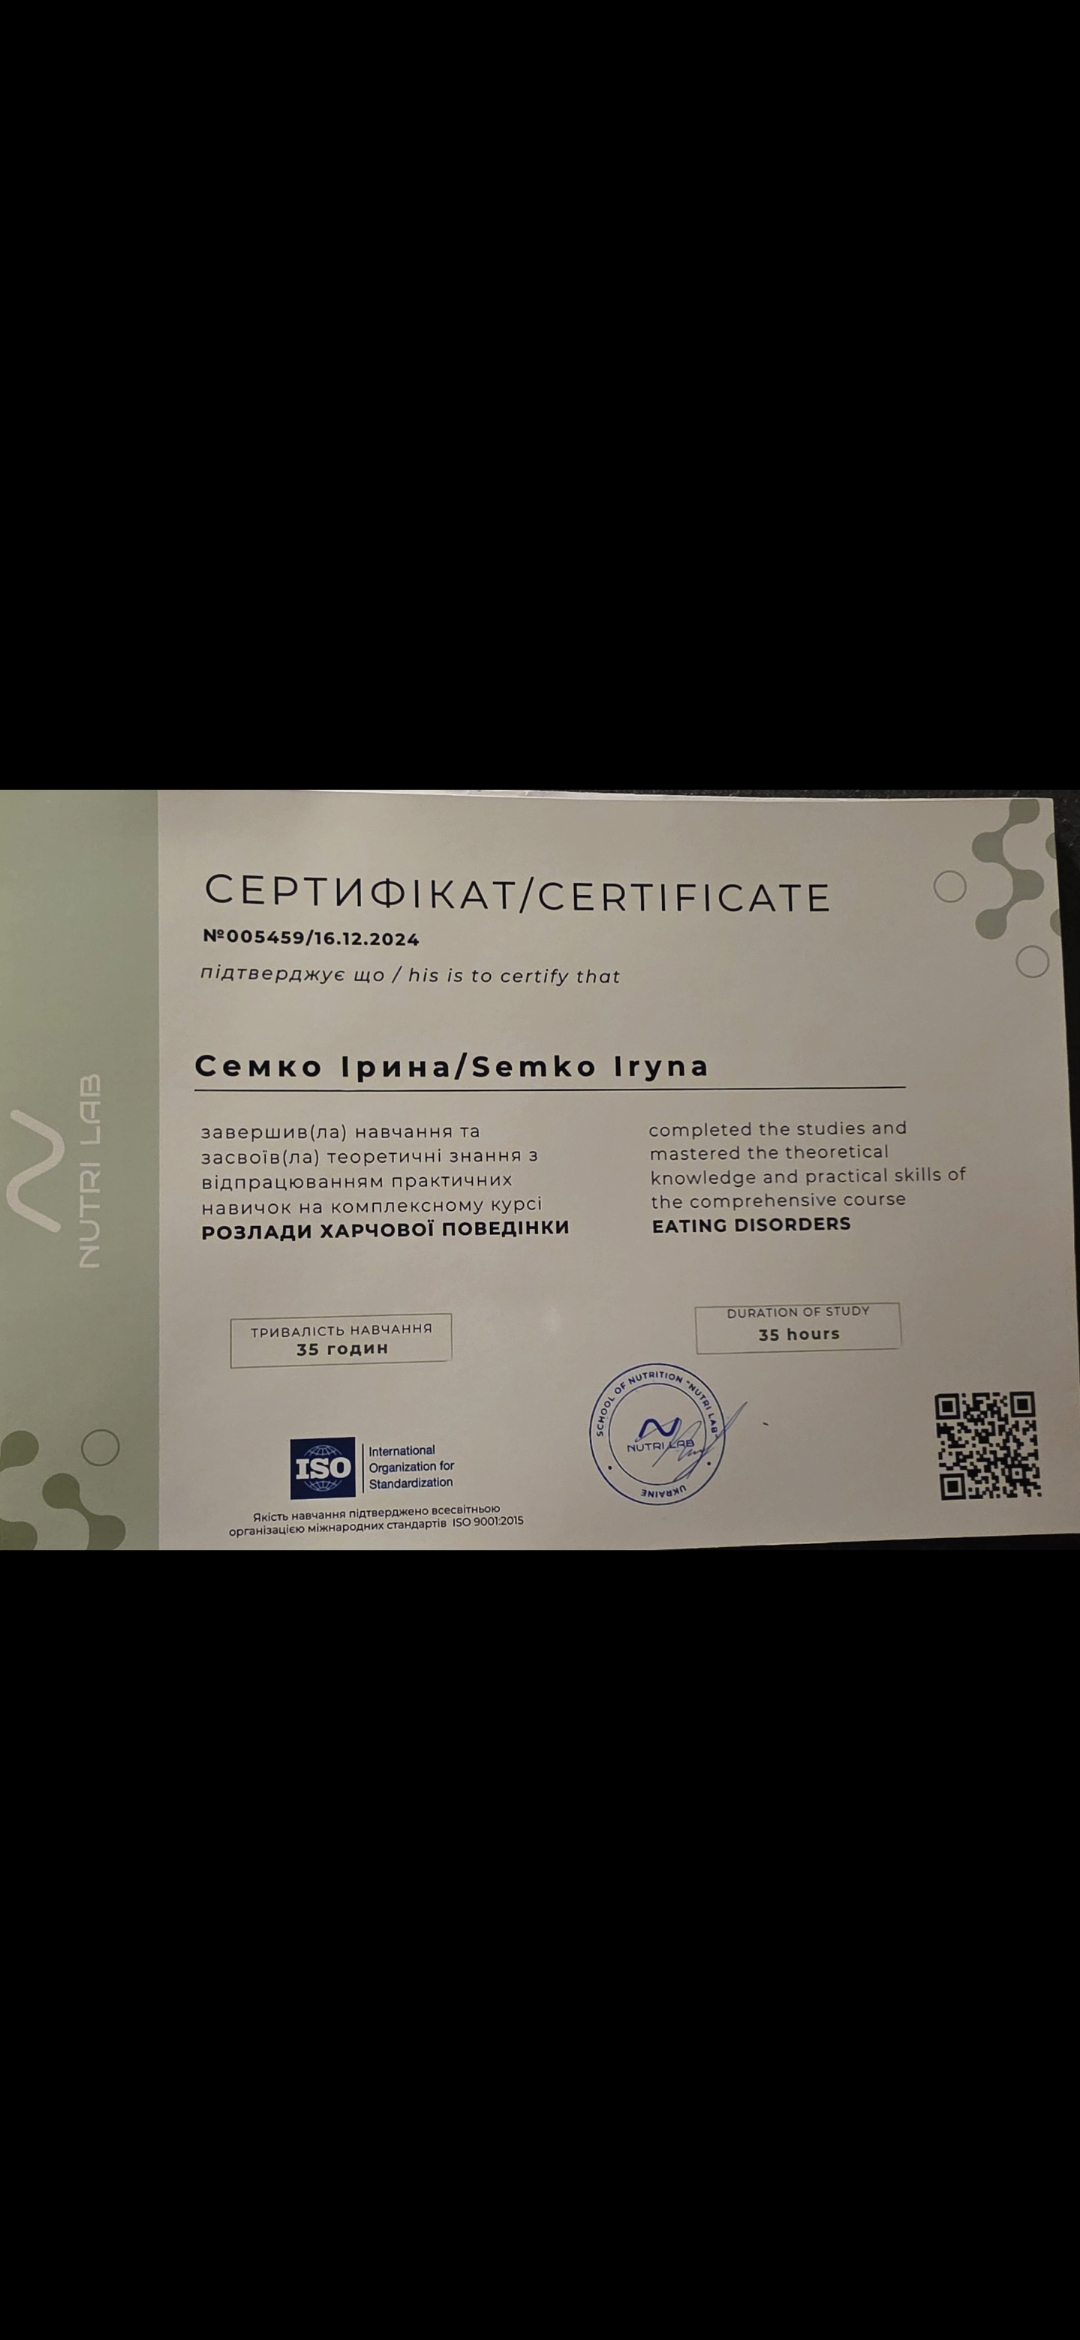 СЕРТИФІКАТ/CERTIFICATE
№005459/16.12.2024
підтверджує що / his is to certify that
Семко Ірина/Semko Iryna
завершив(ла) навчання та
засвоїв(ла) теоретичні знання з
відпрацюванням практичних
навичок на комплексному курсі
РОЗЛАДИ ХАРЧОВОЇ ПОВЕДІНКИ
completed the studies and
mastered the theoretical
knowledge and practical skills of
the comprehensive course
EATING DISORDERS
ТРИВАЛІСТЬ НАВЧАННЯ
35 годин
DURATION OF STUDY
35 hours
ISO
International
Organization for
Standardization
Якість навчання підтверджено всесвітньою
організацією міжнародних стандартів ISO 9001:2015
SCHOOL OF NUTRITION "NUTRI LAB"
NUTRI LAB
UKRAINE
NUTRI LAB